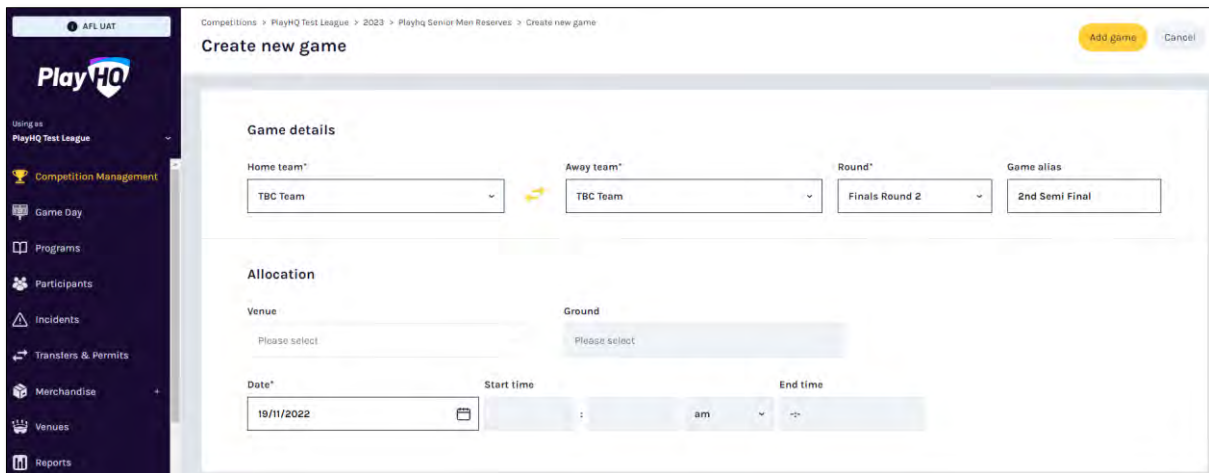 AFL UAT
PlayHQ
Using as
PlayHQ Test League
Competition Management
Game Day
Programs
Participants
Incidents
Transfers & Permits
Merchandise +
Venues
Reports
Competitions > PlayHQ Test League > 2023 > Playhq Senior Men Reserves > Create new game
Create new game
Add game Cancel
Game details
Home team* Away team* Round* Game alias
TBC Team TBC Team Finals Round 2 2nd Semi Final
Allocation
Venue Ground
Please select Please select
Date* Start time End time
19/11/2022 : am -:-